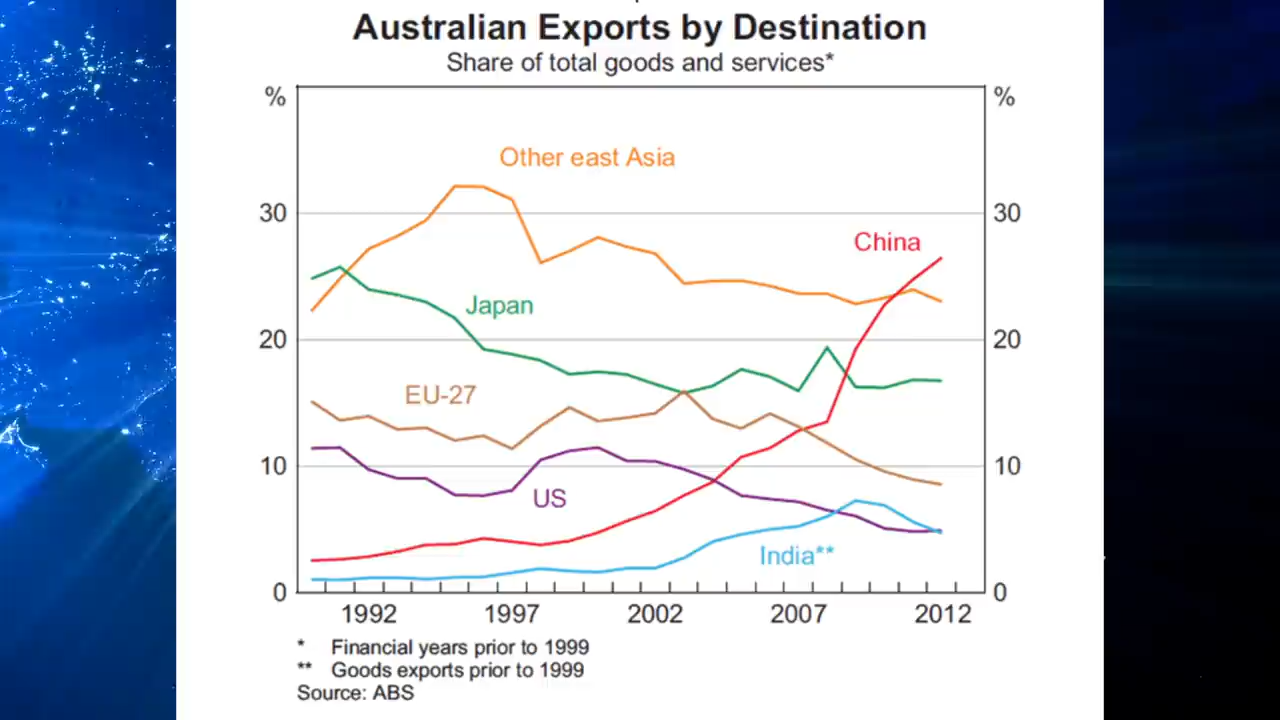 Australian Exports by Destination
Share of total goods and services*
% %
Other east Asia
30 30
China
Japan
20 20
EU-27
10 10
US
India**
0 0
1992 1997 2002 2007 2012
* Financial years prior to 1999
** Goods exports prior to 1999
Source: ABS